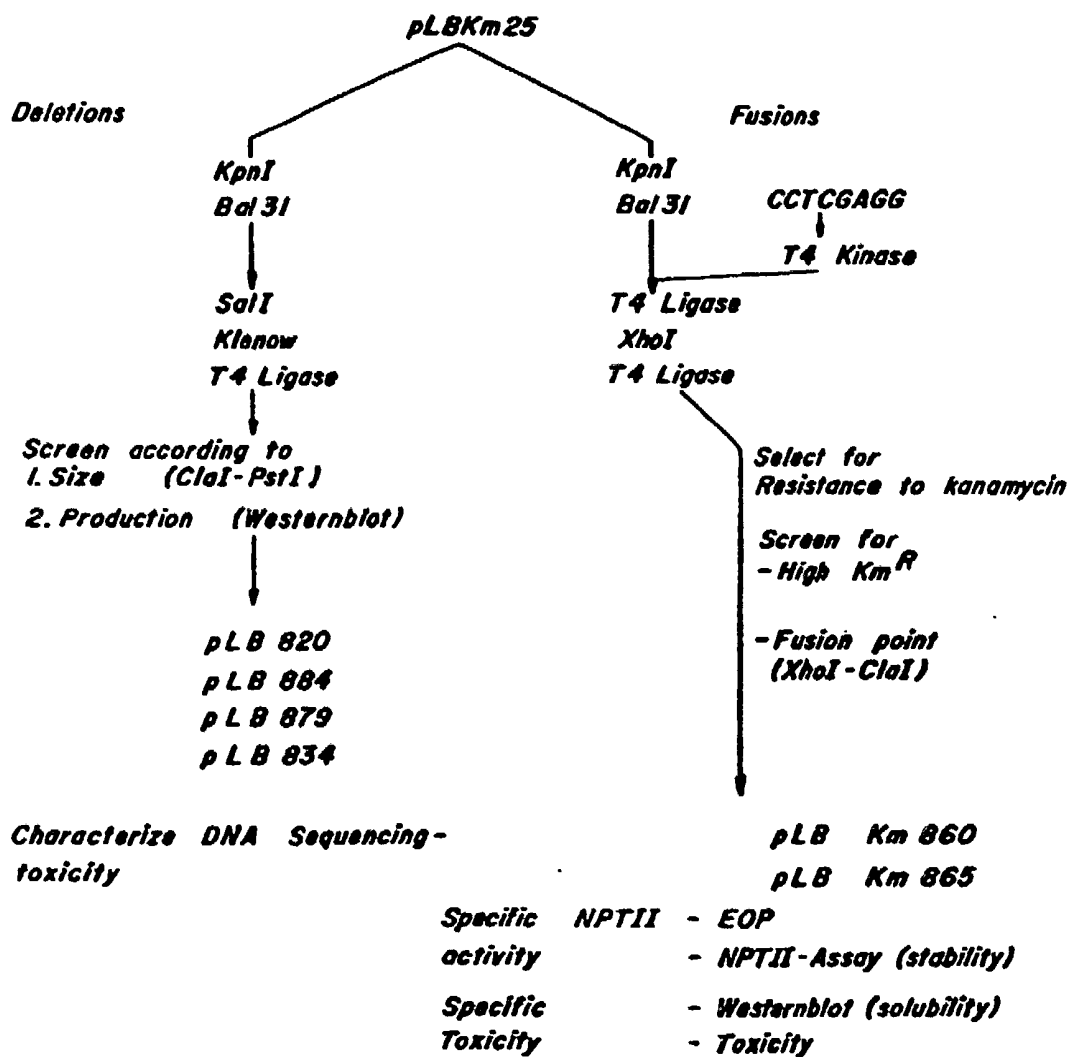 pLBKm25
Deletions
Fusions
KpnI
Bal31
KpnI
Bal31
CCTCGAGG
T4 Kinase
SalI
Klenow
T4 Ligase
T4 Ligase
XhoI
T4 Ligase
Screen according to
1. Size (ClaI-PstI)
2. Production (Westernblot)
Select for
Resistance to kanamycin
Screen for
- High Km R
- Fusion point
(XhoI-ClaI)
pLB 820
pLB 884
pLB 879
pLB 834
Characterize DNA Sequencing-
toxicity
pLB Km 860
pLB Km 865
Specific NPTII - EOP
activity - NPTII-Assay (stability)
Specific - Westernblot (solubility)
Toxicity - Toxicity